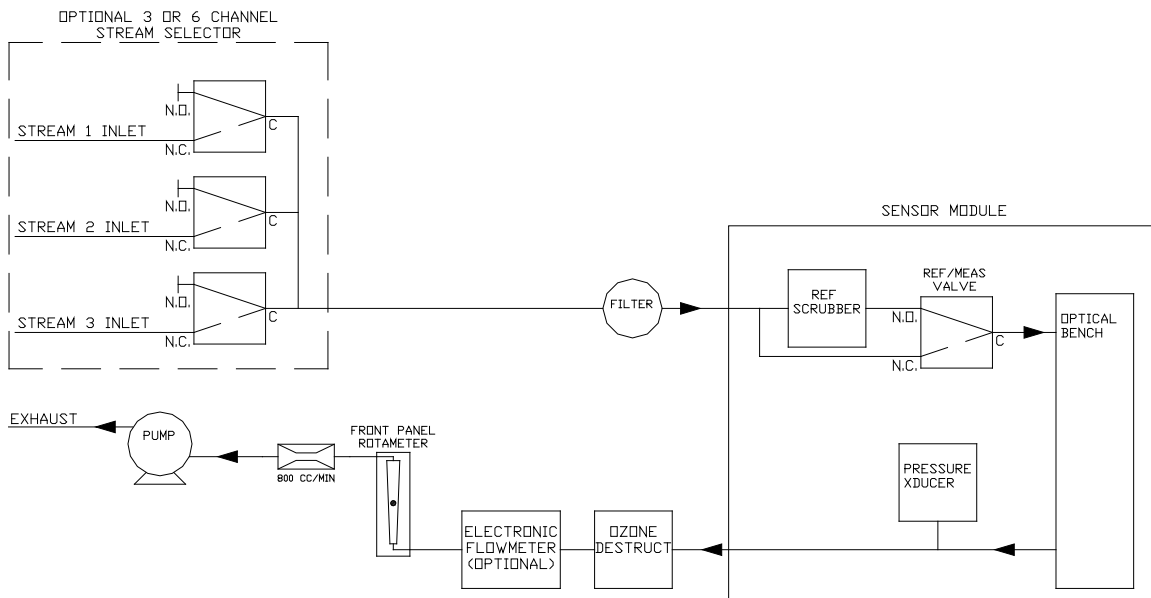 OPTIONAL 3 OR 6 CHANNEL
STREAM SELECTOR
N.O.
C
STREAM 1 INLET
N.C.
N.O.
C
STREAM 2 INLET
N.C.
N.O.
C
STREAM 3 INLET
N.C.
FILTER
SENSOR MODULE
REF
SCRUBBER
REF/MEAS
VALVE
N.O.
C
N.C.
OPTICAL
BENCH
EXHAUST
PUMP
800 CC/MIN
FRONT PANEL
ROTAMETER
ELECTRONIC
FLOWMETER
(OPTIONAL)
OZONE
DESTRUCT
PRESSURE
XDUCER